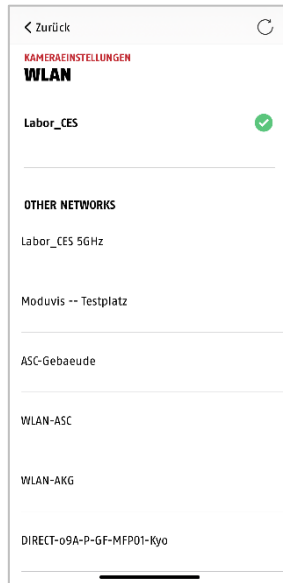 Zurück
KAMERAEINSTELLUNGEN
WLAN
Labor_CES
OTHER NETWORKS
Labor_CES 5GHz
Moduvis -- Testplatz
ASC-Gebaeude
WLAN-ASC
WLAN-AKG
DIRECT-o9A-P-GF-MFP01-Kyo